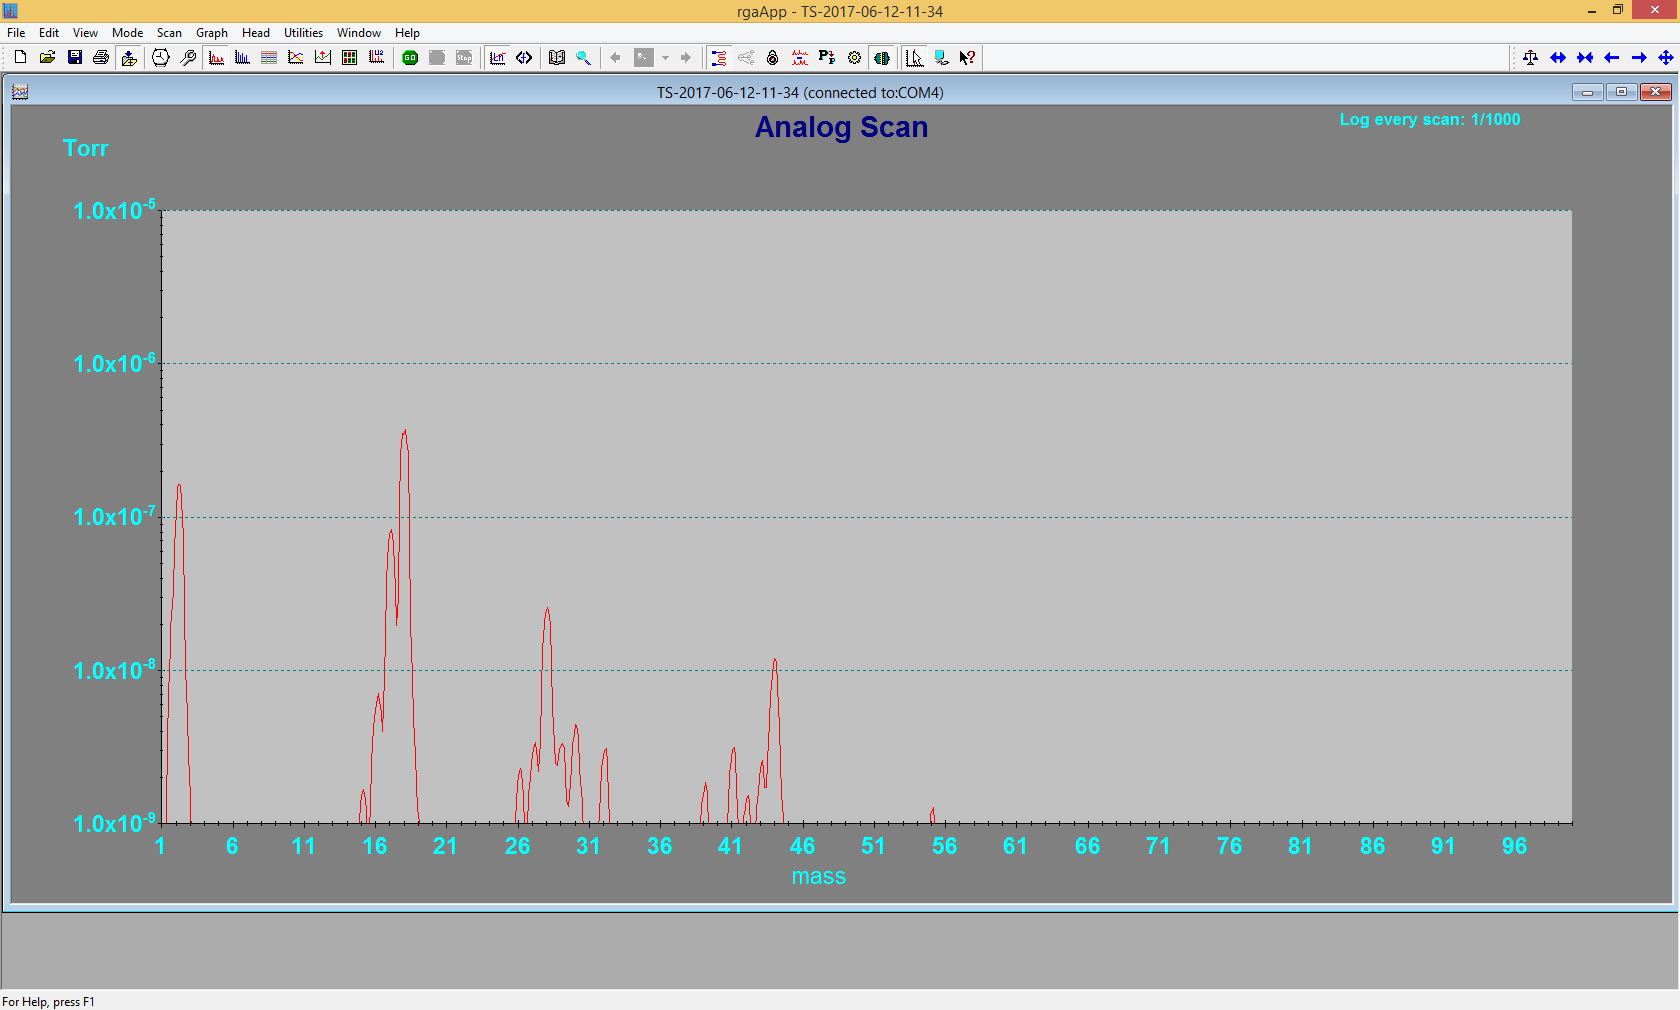 rgaApp - TS-2017-06-12-11-34
File Edit View Mode Scan Graph Head Utilities Window Help
GO Stop
TS-2017-06-12-11-34 (connected to:COM4)
Analog Scan
Log every scan: 1/1000
Torr
1.0x10-5
1.0x10-6
1.0x10-7
1.0x10-8
1.0x10-9
1 6 11 16 21 26 31 36 41 46 51 56 61 66 71 76 81 86 91 96
mass
For Help, press F1